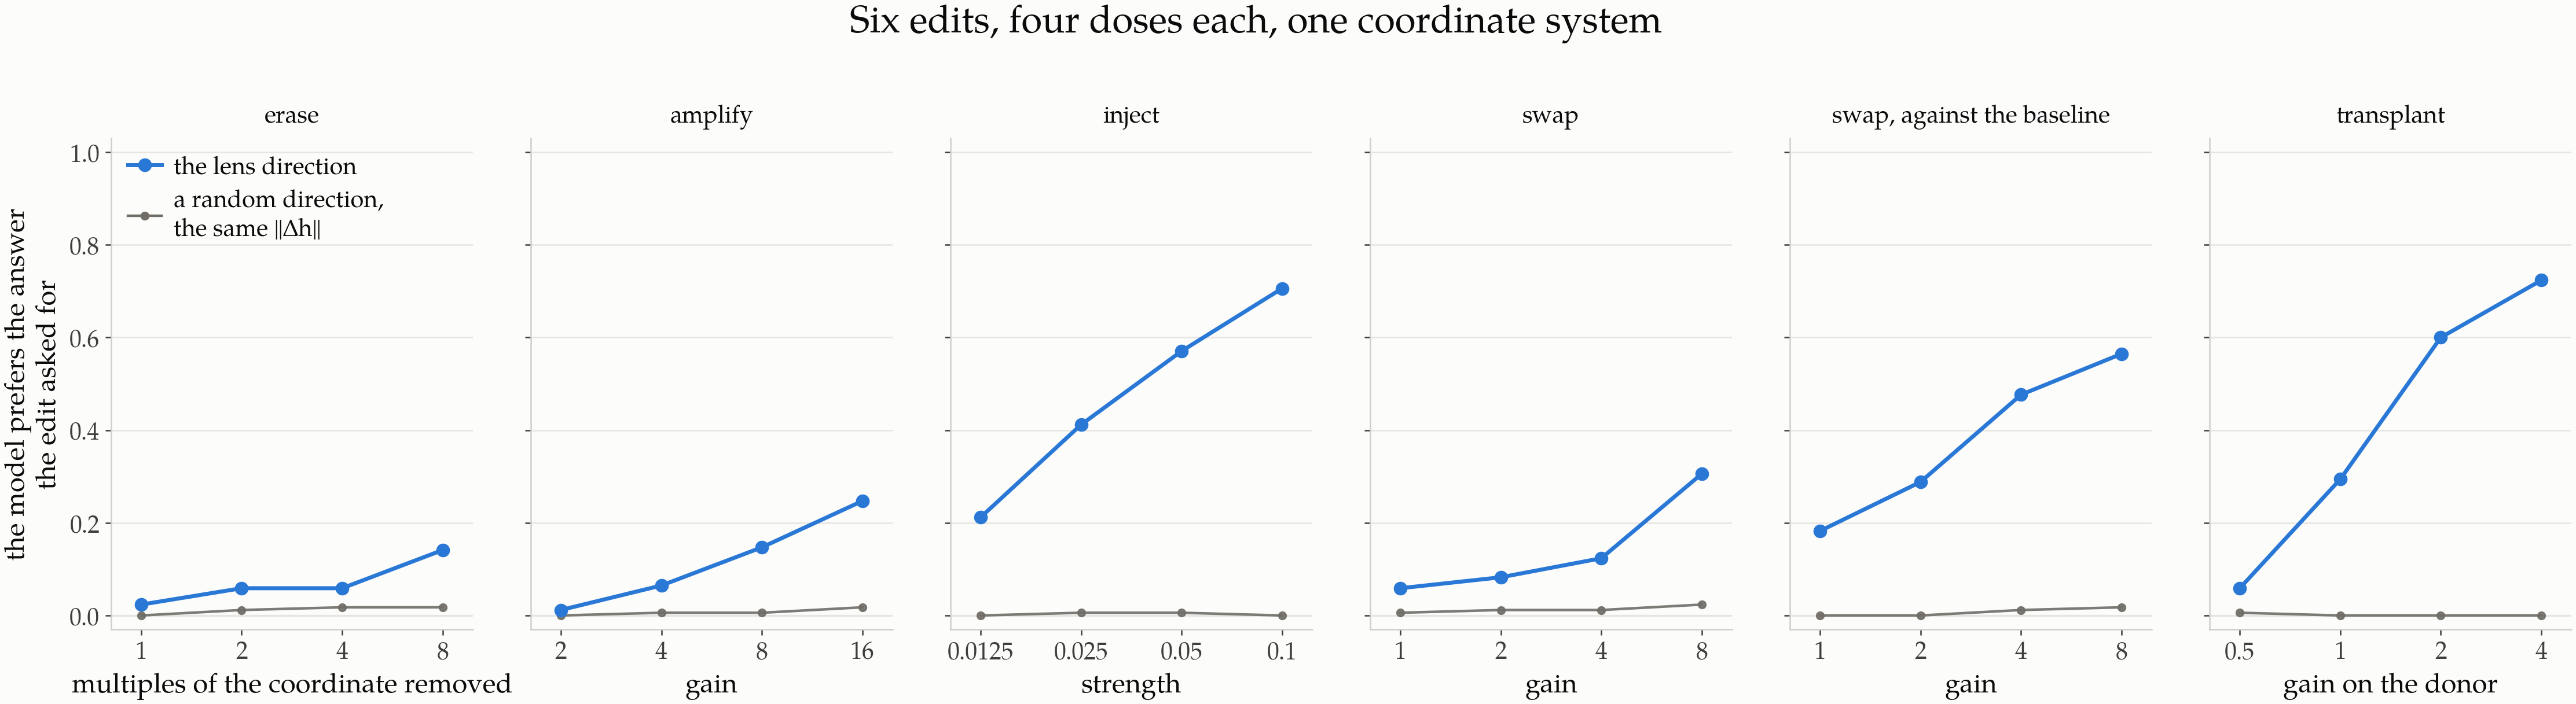 Six edits, four doses each, one coordinate system
erase
amplify
inject
swap
swap, against the baseline
transplant
the model prefers the answer
the edit asked for
1.0
0.8
0.6
0.4
0.2
0.0
the lens direction
a random direction,
the same ||Δh||
1 2 4 8
multiples of the coordinate removed
2 4 8 16
gain
0.0125 0.025 0.05 0.1
strength
1 2 4 8
gain
1 2 4 8
gain
0.5 1 2 4
gain on the donor